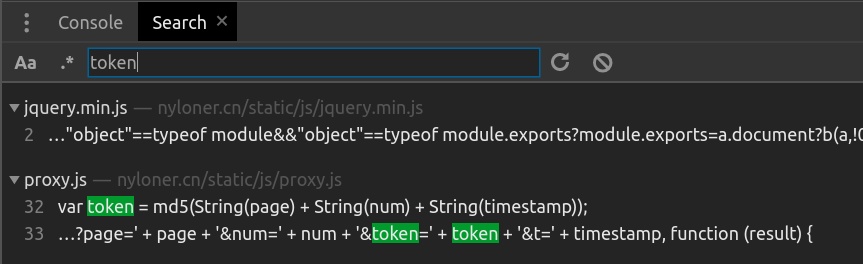 Console Search ×
Aa .* token
jquery.min.js — nyloner.cn/static/js/jquery.min.js
2 …"object"==typeof module&&"object"==typeof module.exports?module.exports=a.document?b(a,!0
proxy.js — nyloner.cn/static/js/proxy.js
32 var token = md5(String(page) + String(num) + String(timestamp));
33 …?page=' + page + '&num=' + num + '&token=' + token + '&t=' + timestamp, function (result) {